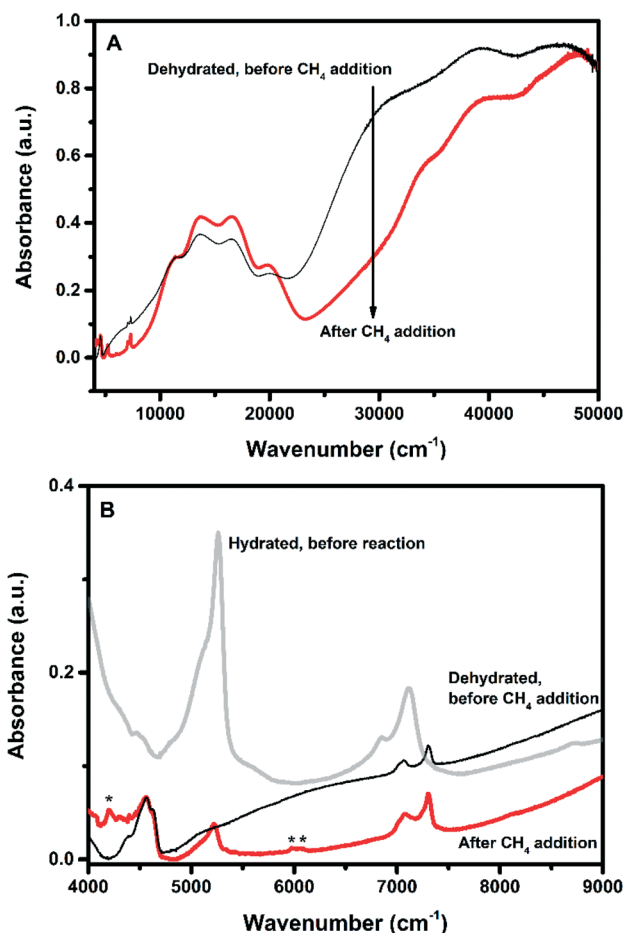 A
Dehydrated, before CH₄ addition
After CH₄ addition
Absorbance (a.u.)
1.0
0.8
0.6
0.4
0.2
0.0
10000 20000 30000 40000 50000
Wavenumber (cm⁻¹)
B
Hydrated, before reaction
Dehydrated,
before CH₄ addition
After CH₄ addition
*
* *
Absorbance (a.u.)
0.4
0.2
0.0
4000 5000 6000 7000 8000 9000
Wavenumber (cm⁻¹)